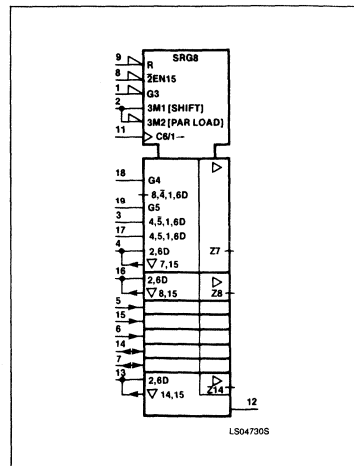 SRG8
9 R
8 2̅EN15
1 G3
2 3M1 [SHIFT]
3M2 [PAR LOAD]
11 C6/1→
18 G4
8,4̅,1,6D
19 G5
3 4,5̅,1,6D
17 4,5,1,6D
4 2,6D Z7
▽ 7,15
16 2,6D
▽ 8,15 Z8
5
15
6
14
7
13 2,6D
▽ 14,15 Z14
12
LS04730S